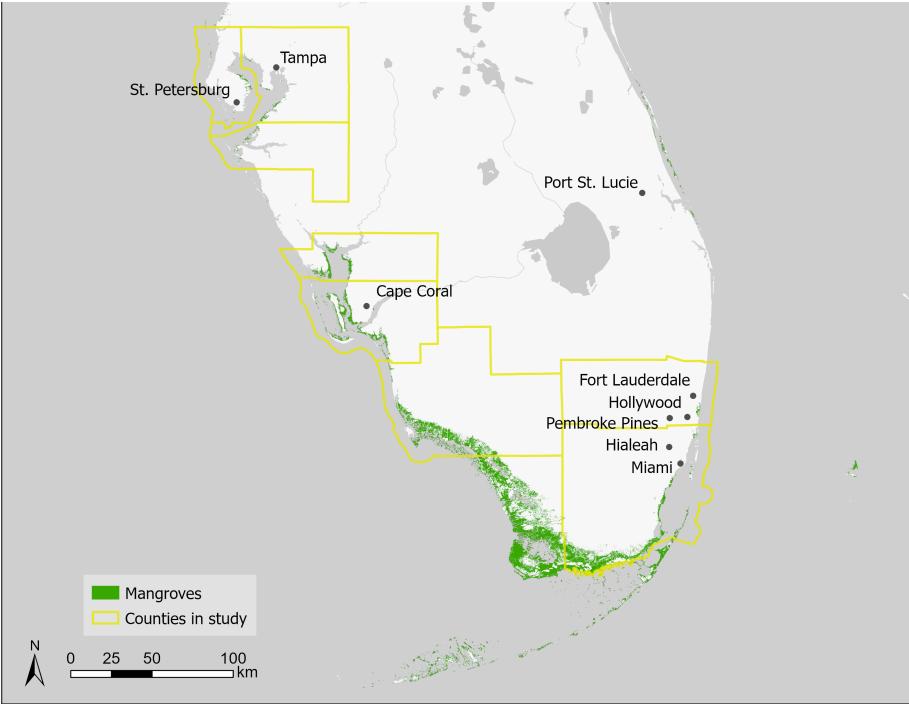 Tampa
St. Petersburg
Port St. Lucie
Cape Coral
Fort Lauderdale
Hollywood
Pembroke Pines
Hialeah
Miami
Mangroves
Counties in study
N
0 25 50 100
km